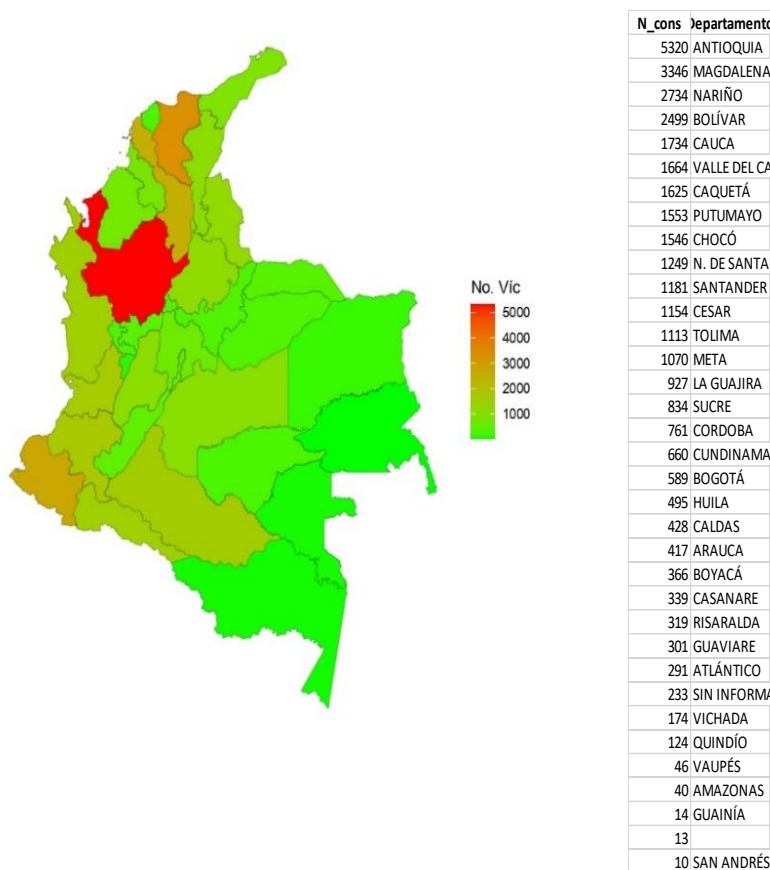 No. Víc
5000
4000
3000
2000
1000
N_cons Departamento
5320 ANTIOQUIA
3346 MAGDALENA
2734 NARIÑO
2499 BOLÍVAR
1734 CAUCA
1664 VALLE DEL CA
1625 CAQUETÁ
1553 PUTUMAYO
1546 CHOCÓ
1249 N. DE SANTA
1181 SANTANDER
1154 CESAR
1113 TOLIMA
1070 META
927 LA GUAJIRA
834 SUCRE
761 CORDOBA
660 CUNDINAMA
589 BOGOTÁ
495 HUILA
428 CALDAS
417 ARAUCA
366 BOYACÁ
339 CASANARE
319 RISARALDA
301 GUAVIARE
291 ATLÁNTICO
233 SIN INFORMA
174 VICHADA
124 QUINDÍO
46 VAUPÉS
40 AMAZONAS
14 GUAINÍA
13
10 SAN ANDRÉS